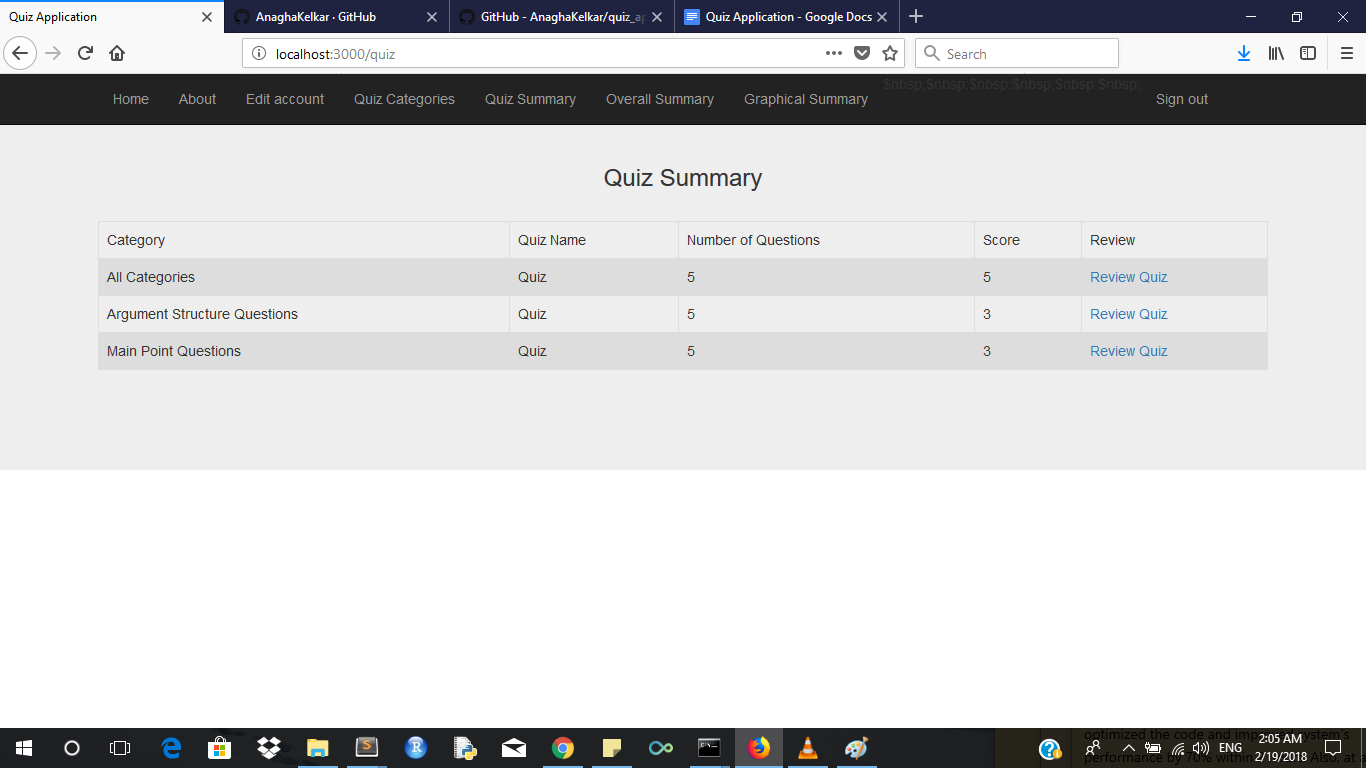 Quiz Application
AnaghaKelkar · GitHub
GitHub - AnaghaKelkar/quiz_ap
Quiz Application - Google Docs
localhost:3000/quiz
Search
Home About Edit account Quiz Categories Quiz Summary Overall Summary Graphical Summary $nbsp;$nbsp;$nbsp;$nbsp;$nbsp;$nbsp; Sign out
Quiz Summary
Category Quiz Name Number of Questions Score Review
All Categories Quiz 5 5 Review Quiz
Argument Structure Questions Quiz 5 3 Review Quiz
Main Point Questions Quiz 5 3 Review Quiz
optimized the code and system's
performance by 70% within Also, at
ENG
2:05 AM
2/19/2018